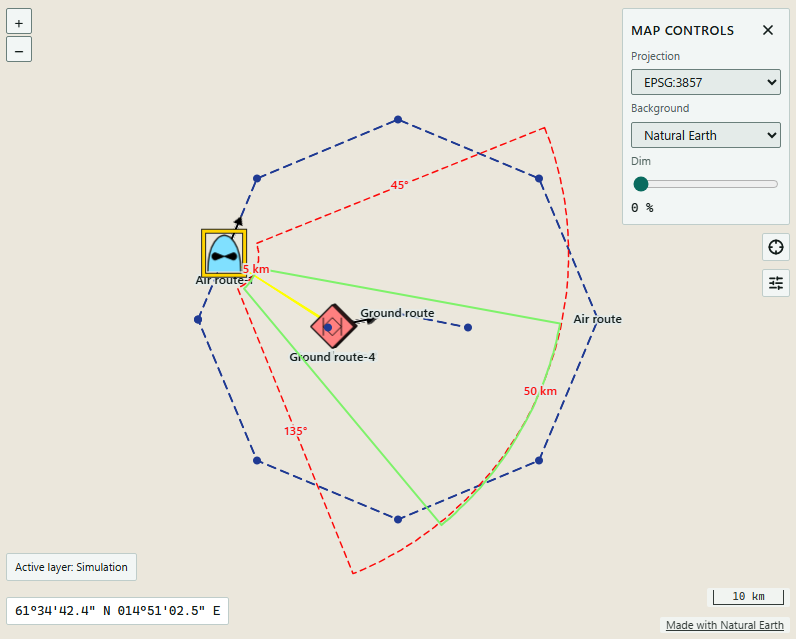 +
−
MAP CONTROLS ✕
Projection
EPSG:3857
Background
Natural Earth
Dim
0 %
45°
5 km
Air route-1
Ground route
Air route
Ground route-4
50 km
135°
Active layer: Simulation
61°34'42.4" N 014°51'02.5" E
10 km
Made with Natural Earth